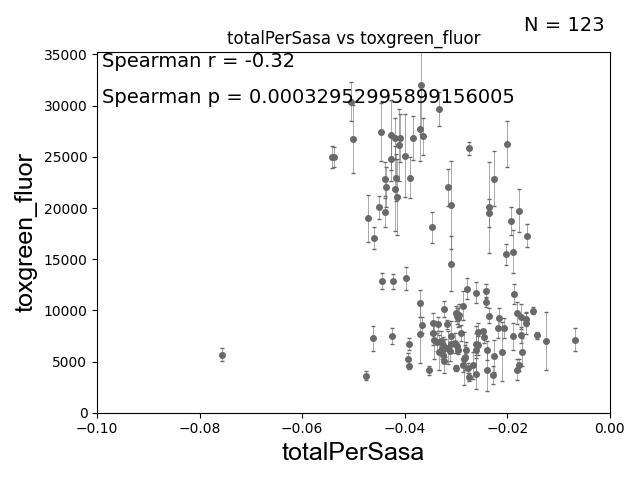 N = 123
totalPerSasa vs toxgreen_fluor
Spearman r = -0.32
Spearman p = 0.00032952995899156005
35000
30000
25000
20000
15000
10000
5000
0
toxgreen_fluor
−0.10 −0.08 −0.06 −0.04 −0.02 0.00
totalPerSasa